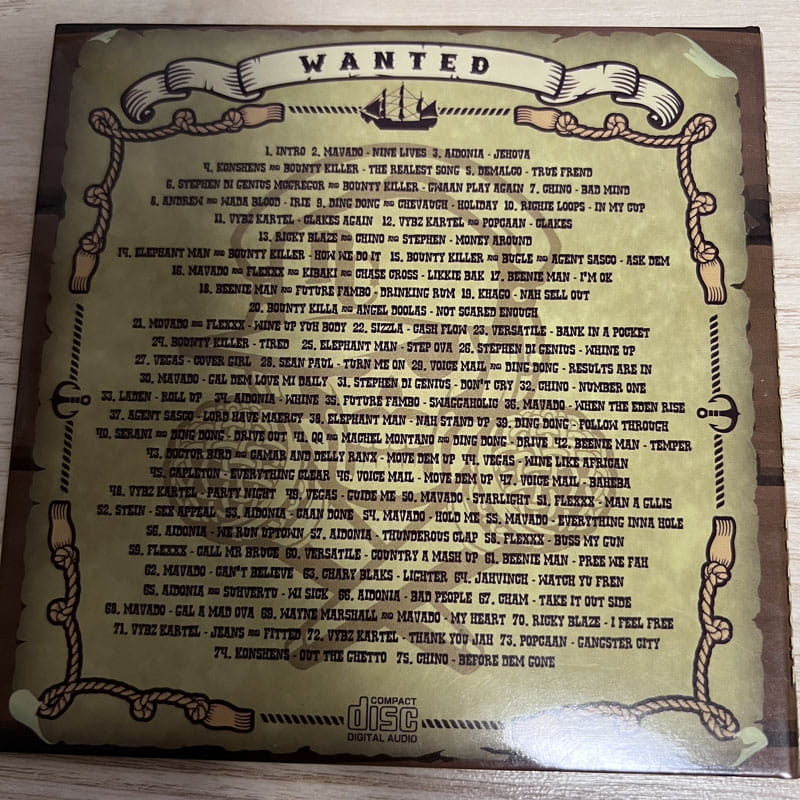 WANTED
1. INTRO 2. MAVADO - NINE LIVES 3. AIDONIA - JEHOVA
4. KONSHENS AND BOUNTY KILLER - THE REALEST SONG 5. DEMALCO - TRUE FREND
6. STEPHEN DI GENIUS MCGREGOR AND BOUNTY KILLER - GWAAN PLAY AGAIN 7. CHINO - BAD MIND
8. ANDREW AND WADA BLOOD - IRIE 9. DING DONG AND CHEVAUGH - HOLIDAY 10. RICHIE LOOPS - IN MY CUP
11. VYBZ KARTEL - CLAKES AGAIN 12. VYBZ KARTEL AND POPCAAN - CLAKES
13. RICKY BLAZE AND CHINO AND STEPHEN - MONEY AROUND
14. ELEPHANT MAN AND BOUNTY KILLER - HOW WE DO IT 15. BOUNTY KILLER AND BUGLE AND AGENT SASCO - ASK DEM
16. MAVADO AND FLEXXX AND KIBAKI AND CHASE CROSS - LIKKIE BAK 17. BEENIE MAN - I'M OK
18. BEENIE MAN AND FUTURE FAMBO - DRINKING RUM 19. KHAGO - NAH SELL OUT
20. BOUNTY KILLA AND ANGEL DOOLAS - NOT SCARED ENOUGH
21. MOVADO AND FLEXXX - WINE UP YUH BODY 22. SIZZLA - CASH FLOW 23. VERSATILE - BANK IN A POCKET
24. BOUNTY KILLER - TIRED 25. ELEPHANT MAN - STEP OVA 26. STEPHEN DI GENIUS - WHINE UP
27. VEGAS - COVER GIRL 28. SEAN PAUL - TURN ME ON 29. VOICE MAIL AND DING DONG - RESULTS ARE IN
30. MAVADO - GAL DEM LOVE MI DAILY 31. STEPHEN DI GENIUS - DON'T CRY 32. CHINO - NUMBER ONE
33. LADEN - ROLL UP 34. AIDONIA - WHINE 35. FUTURE FAMBO - SWAGGAHOLIC 36. MAVADO - WHEN THE EDEN RISE
37. AGENT SASCO - LORD HAVE MAERCY 38. ELEPHANT MAN - NAH STAND UP 39. DING DONG - FOLLOW THROUGH
40. SERANI AND DING DONG - DRIVE OUT 41. QQ AND MACHEL MONTANO AND DING DONG - DRIVE 42. BEENIE MAN - TEMPER
43. DOCTOR BIRD AND GAMAR AND DELLY RANX - MOVE DEM UP 44. VEGAS - WINE LIKE AFRICAN
45. CAPLETON - EVERYTHING CLEAR 46. VOICE MAIL - MOVE DEM UP 47. VOICE MAIL - BAHEBA
48. VYBZ KARTEL - PARTY NIGHT 49. VEGAS - GUIDE ME 50. MAVADO - STARLIGHT 51. FLEXXX - MAN A GLLIS
52. STEIN - SEX APPEAL 53. AIDONIA - CAAN DONE 54. MAVADO - HOLD ME 55. MAVADO - EVERYTHING INNA HOLE
56. AIDONIA - WE RUN UPTOWN 57. AIDONIA - THUNDEROUS CLAP 58. FLEXXX - BUSS MY GUN
59. FLEXXX - CALL MR BRUCE 60. VERSATILE - COUNTRY A MASH UP 61. BEENIE MAN - PREE WE FAH
62. MAVADO - CAN'T BELIEVE 63. CHARY BLAKS - LIGHTER 64. JAHVINCH - WATCH YU FREN
65. AIDONIA AND SUHVERTU - WI SICK 66. AIDONIA - BAD PEOPLE 67. CHAM - TAKE IT OUT SIDE
68. MAVADO - GAL A MAD OVA 69. WAYNE MARSHALL AND MAVADO - MY HEART 70. RICKY BLAZE - I FEEL FREE
71. VYBZ KARTEL - JEANS AND FITTED 72. VYBZ KARTEL - THANK YOU JAH 73. POPCAAN - GANGSTER CITY
74. KONSHENS - OUT THE GHETTO 75. CHINO - BEFORE DEM GONE
COMPACT
disc
DIGITAL AUDIO